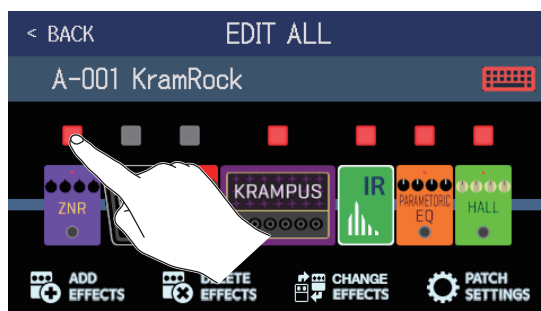 < BACK
EDIT ALL
A-001 KramRock
ZNR
KRAMPUS
IR
PARAMETORIC
EQ
HALL
ADD
EFFECTS
EFFECTS
CHANGE
EFFECTS
PATCH
SETTINGS